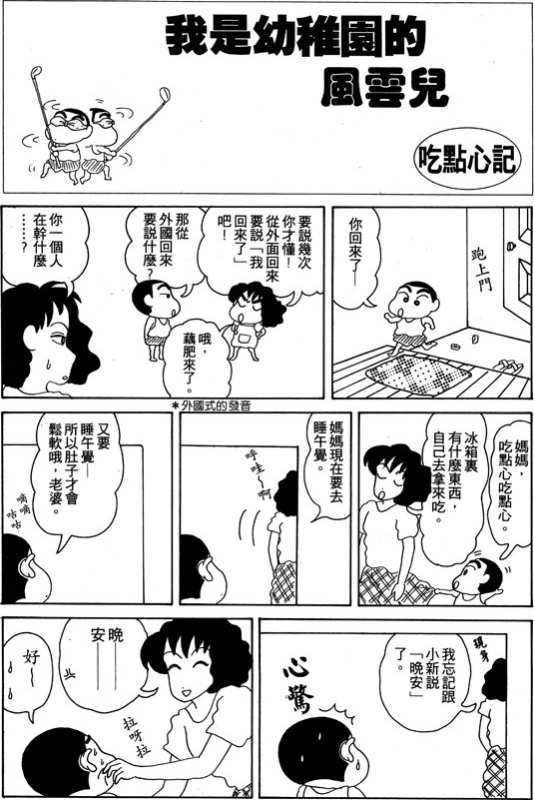 我是幼稚園的
風雲兒
吃點心記
你回來了─
跑上門
要說幾次
你才懂！
從外面回來
要說「我
回來了」
吧！
那從
外國回來
要說什麼？
哦，
藕肥來了。
＊外國式的發音
你一個人
在幹什麼
……？
媽媽，
吃點心吃點心。
冰箱裏
有什麼東西，
自己去拿來吃。
媽媽現在要去
睡午覺。
呼哇～啊
又要
睡午覺─
所以肚子才會
鬆軟哦，老婆。
嘀嘀
咕咕
現身
我忘記跟
小新說
「晚安」
了。
心驚
晚──
安──
拉呀拉
好～